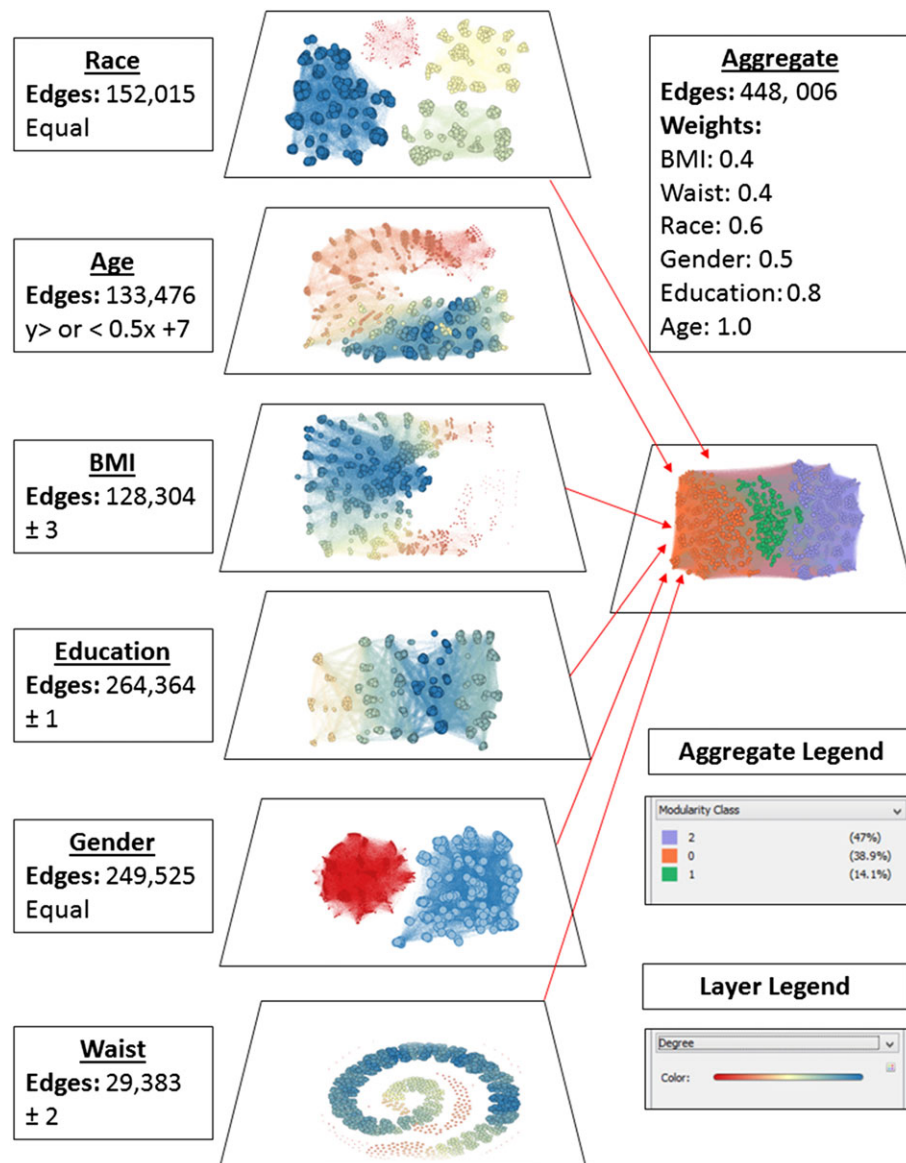 Race
Edges: 152,015
Equal
Age
Edges: 133,476
y> or < 0.5x +7
BMI
Edges: 128,304
± 3
Education
Edges: 264,364
± 1
Gender
Edges: 249,525
Equal
Waist
Edges: 29,383
± 2
Aggregate
Edges: 448, 006
Weights:
BMI: 0.4
Waist: 0.4
Race: 0.6
Gender: 0.5
Education: 0.8
Age: 1.0
Aggregate Legend
Modularity Class
2 (47%)
0 (38.9%)
1 (14.1%)
Layer Legend
Degree
Color: